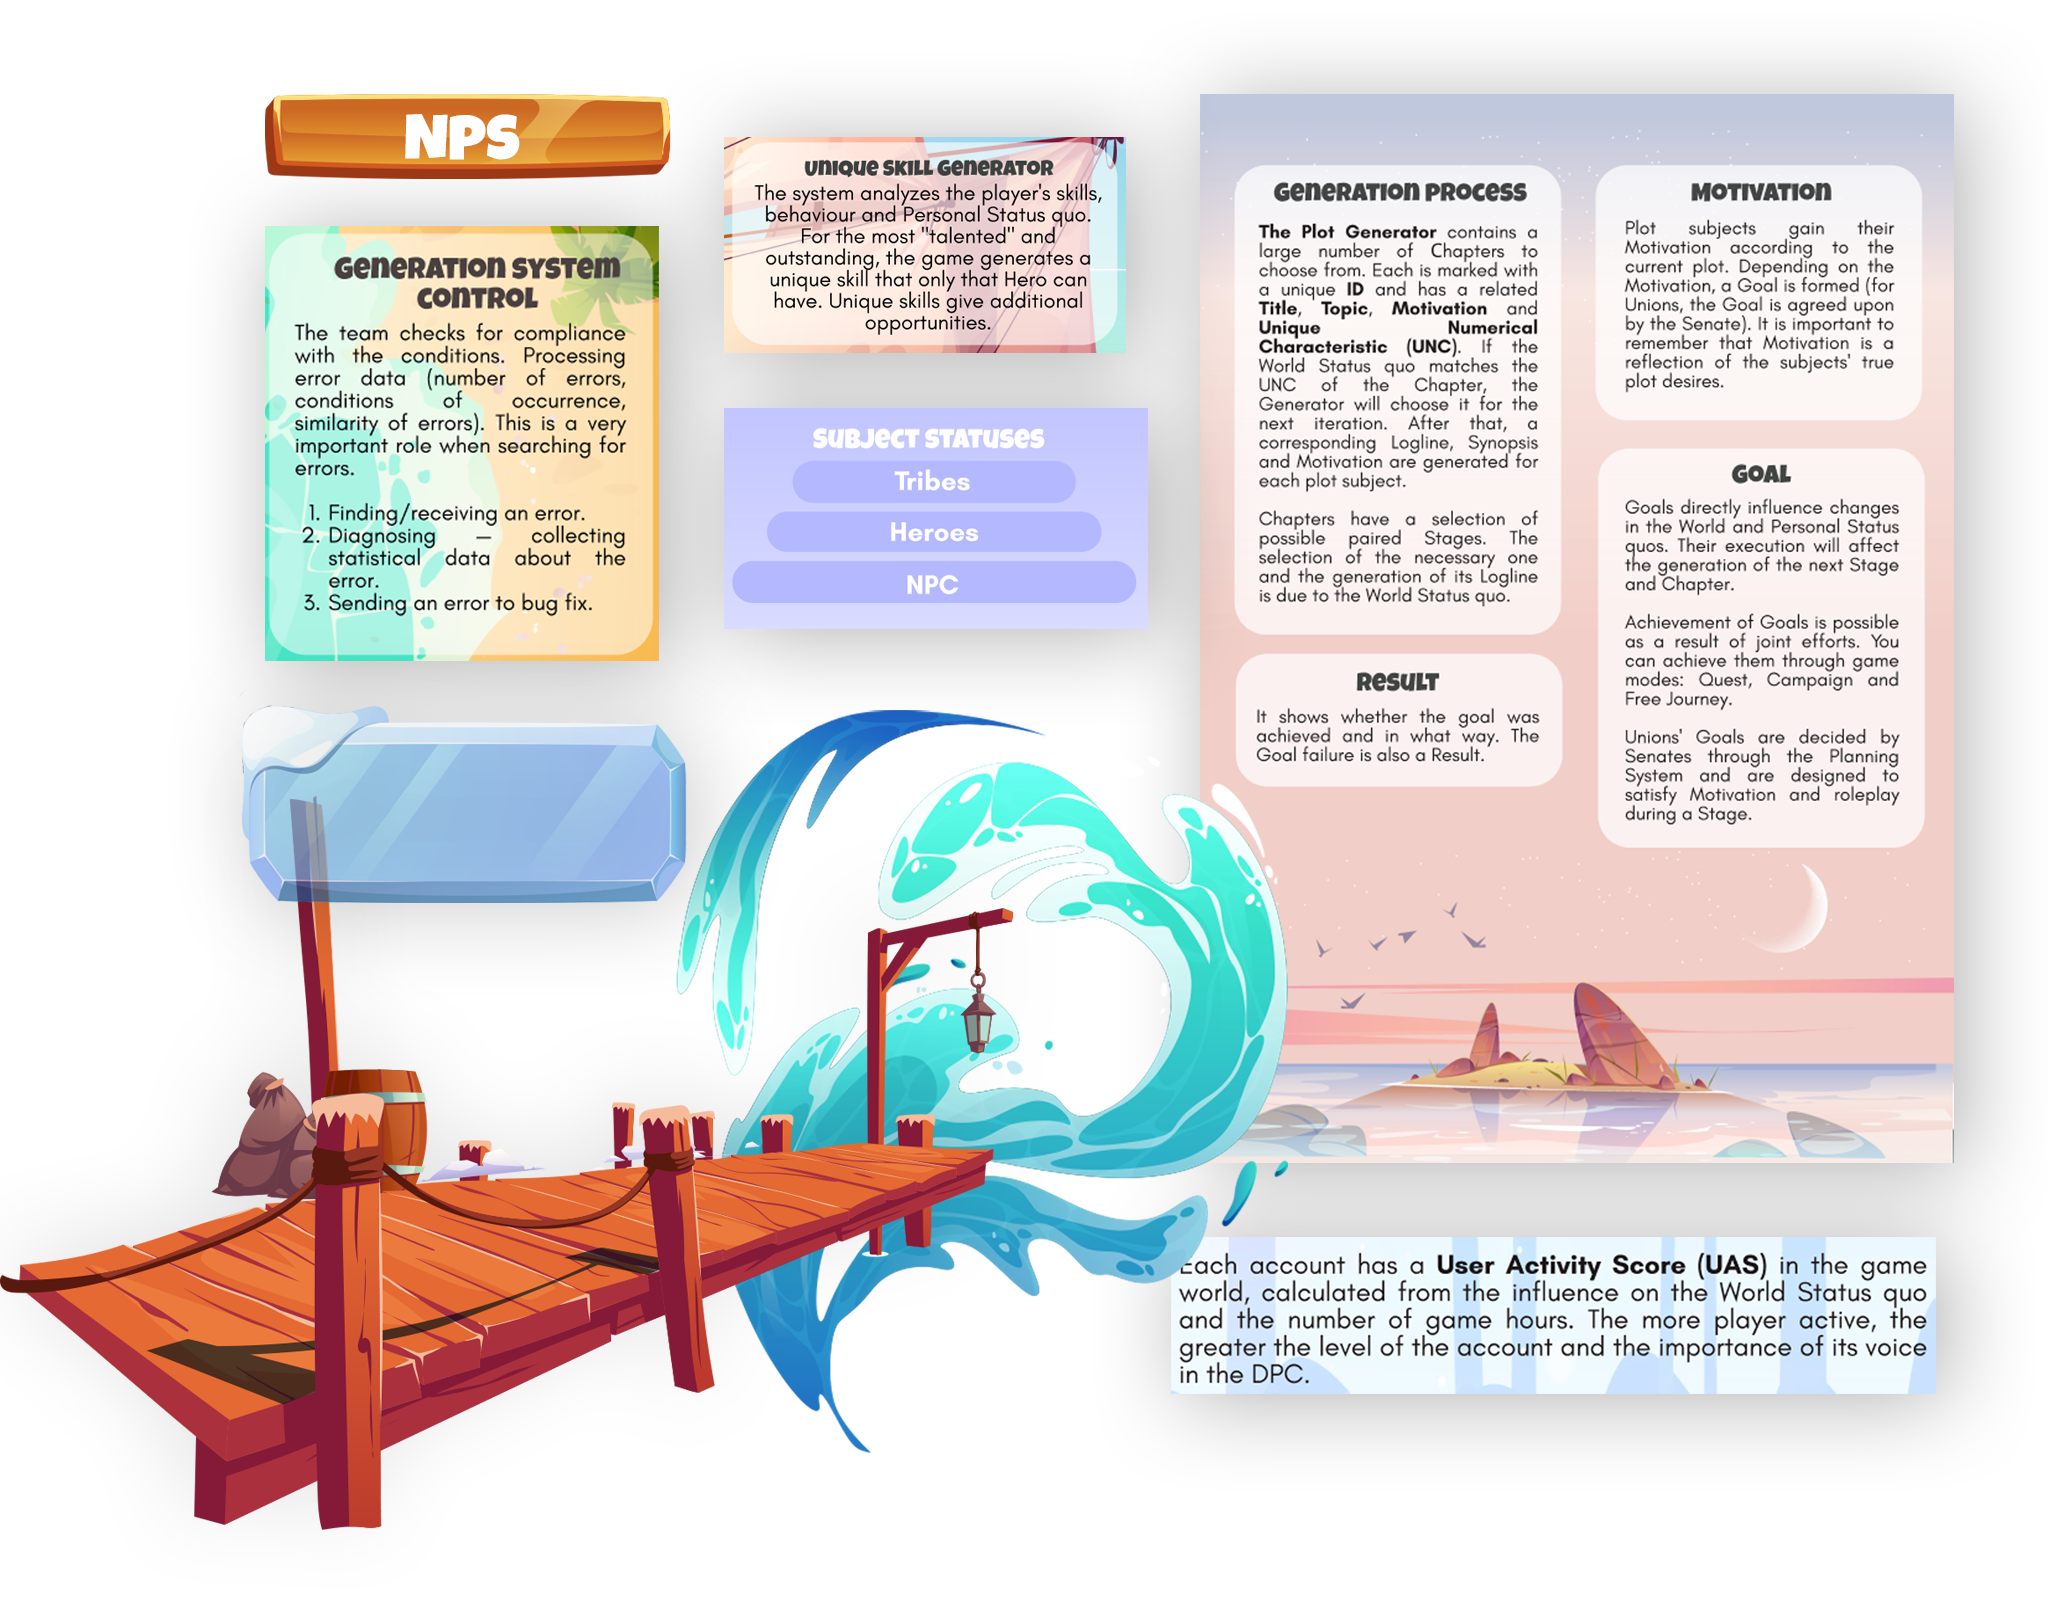 NPS
GENERATION SYSTEM
CONTROL
The team checks for compliance
with the conditions. Processing
error data (number of errors,
conditions of occurrence,
similarity of errors). This is a very
important role when searching for
errors.
1. Finding/receiving an error.
2. Diagnosing – collecting
statistical data about the
error.
3. Sending an error to bug fix.
UNIQUE SKILL GENERATOR
The system analyzes the player's skills,
behaviour and Personal Status quo.
For the most "talented" and
outstanding, the game generates a
unique skill that only that Hero can
have. Unique skills give additional
opportunities.
SUBJECT STATUSES
Tribes
Heroes
NPC
GENERATION PROCESS
The Plot Generator contains a
large number of Chapters to
choose from. Each is marked with
a unique ID and has a related
Title, Topic, Motivation and
Unique Numerical
Characteristic (UNC). If the
World Status quo matches the
UNC of the Chapter, the
Generator will choose it for the
next iteration. After that, a
corresponding Logline, Synopsis
and Motivation are generated for
each plot subject.
Chapters have a selection of
possible paired Stages. The
selection of the necessary one
and the generation of its Logline
is due to the World Status quo.
RESULT
It shows whether the goal was
achieved and in what way. The
Goal failure is also a Result.
MOTIVATION
Plot subjects gain their
Motivation according to the
current plot. Depending on the
Motivation, a Goal is formed (for
Unions, the Goal is agreed upon
by the Senate). It is important to
remember that Motivation is a
reflection of the subjects' true
plot desires.
GOAL
Goals directly influence changes
in the World and Personal Status
quos. Their execution will affect
the generation of the next Stage
and Chapter.
Achievement of Goals is possible
as a result of joint efforts. You
can achieve them through game
modes: Quest, Campaign and
Free Journey.
Unions' Goals are decided by
Senates through the Planning
System and are designed to
satisfy Motivation and roleplay
during a Stage.
Each account has a User Activity Score (UAS) in the game
world, calculated from the influence on the World Status quo
and the number of game hours. The more player active, the
greater the level of the account and the importance of its voice
in the DPC.